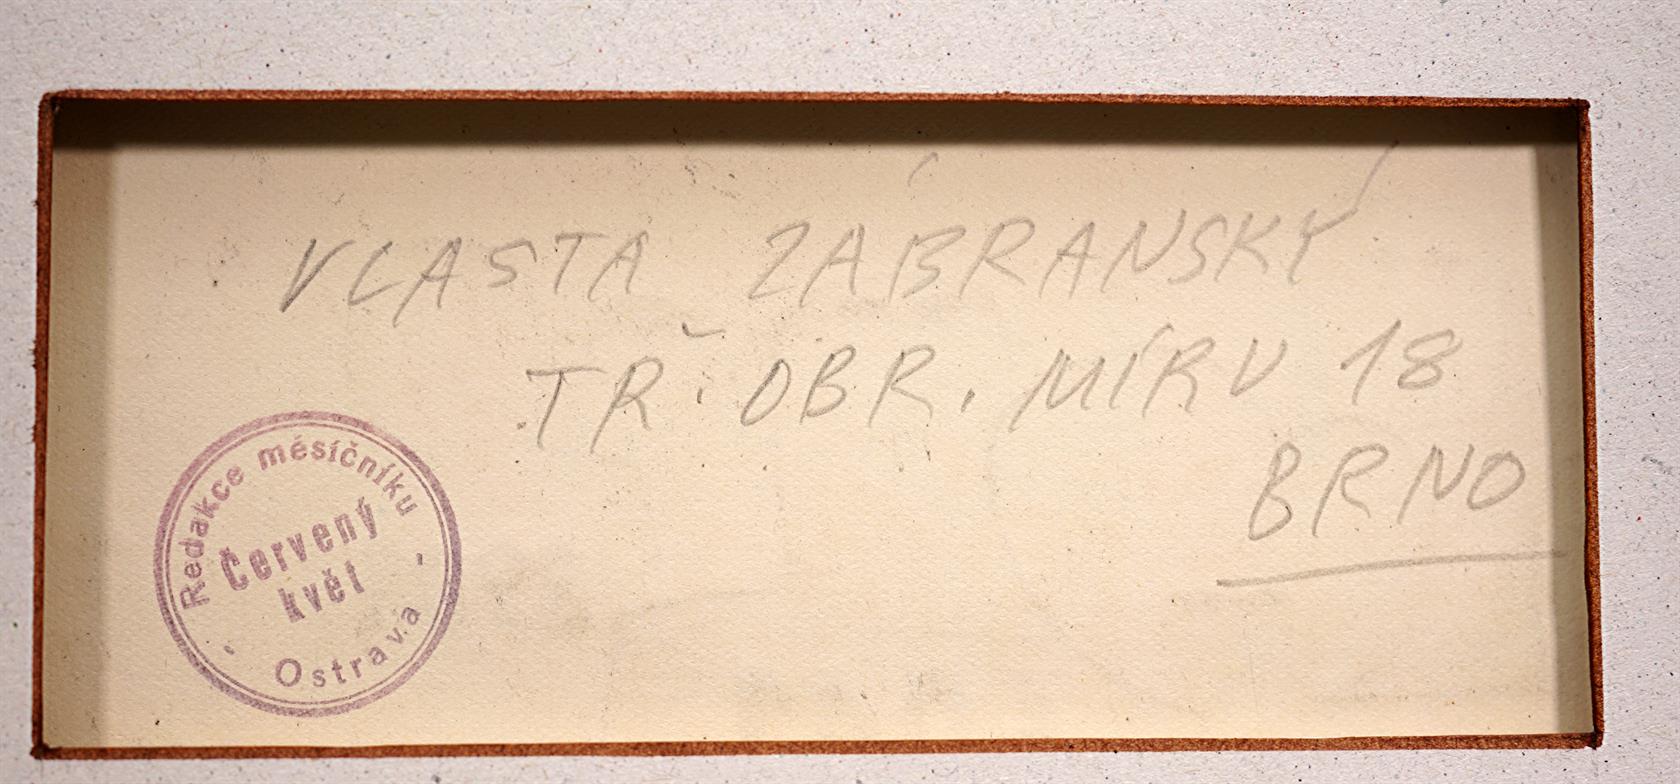 VLASTA ZÁBRANSKÝ
TŘ. OBR. MÍRU 18
BRNO
Redakce měsíčníku
Červený
květ
Ostrava